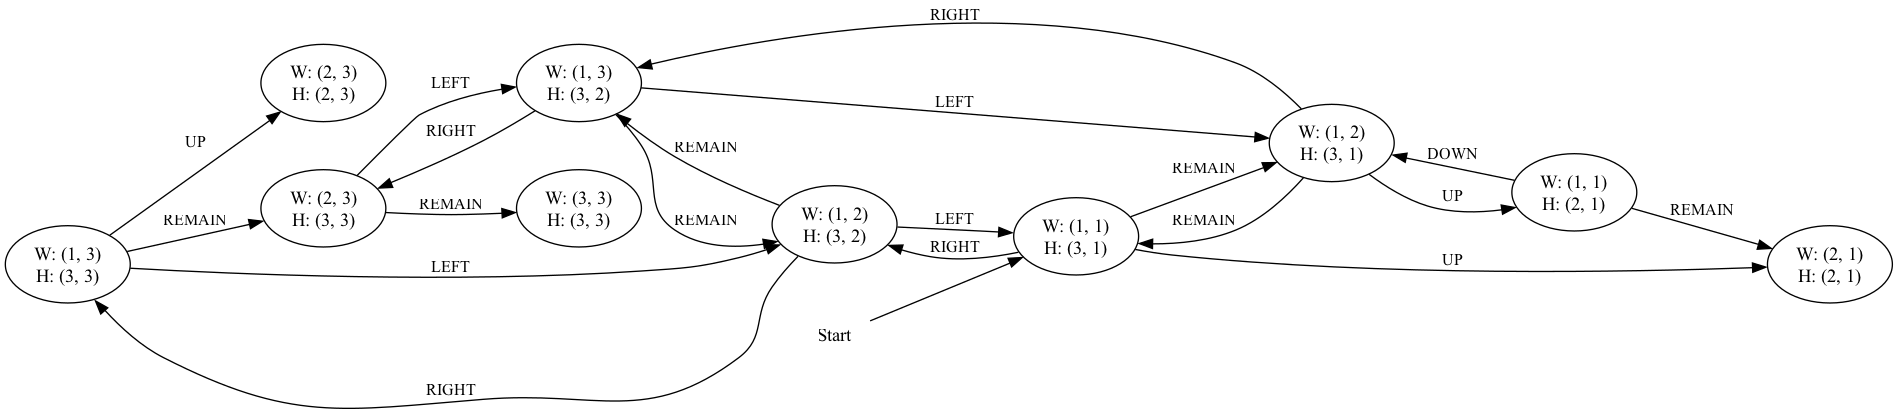 RIGHT
W: (2, 3)
H: (2, 3)
W: (1, 3)
H: (3, 2)
LEFT
LEFT
RIGHT
UP
W: (1, 2)
H: (3, 1)
REMAIN
DOWN
REMAIN
W: (1, 1)
H: (2, 1)
UP
W: (2, 3)
H: (3, 3)
REMAIN
W: (3, 3)
H: (3, 3)
REMAIN
REMAIN
W: (1, 2)
H: (3, 2)
LEFT
REMAIN
REMAIN
RIGHT
W: (1, 1)
H: (3, 1)
W: (1, 3)
H: (3, 3)
LEFT
UP
W: (2, 1)
H: (2, 1)
Start
RIGHT